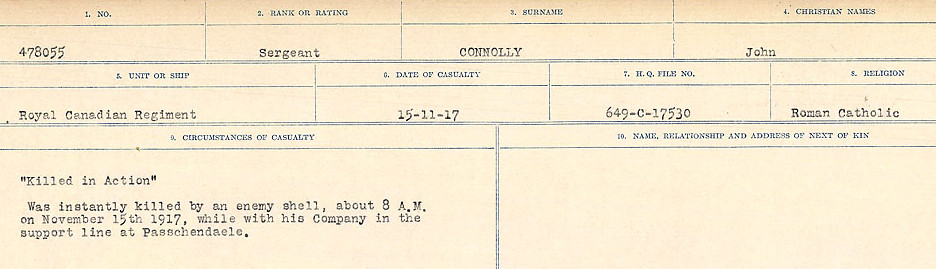 1. NO. 2. RANK OR RATING 3. SURNAME 4. CHRISTIAN NAMES
478055 Sergeant CONNOLLY John
5. UNIT OR SHIP 6. DATE OF CASUALTY 7. H.Q. FILE NO. 8. RELIGION
Royal Canadian Regiment 15-11-17 649-C-17530 Roman Catholic
9. CIRCUMSTANCES OF CASUALTY 10. NAME, RELATIONSHIP AND ADDRESS OF NEXT OF KIN
"Killed in Action"
Was instantly killed by an enemy shell, about 8 A.M.
on November 15th 1917, while with his Company in the
support line at Passchendaele.